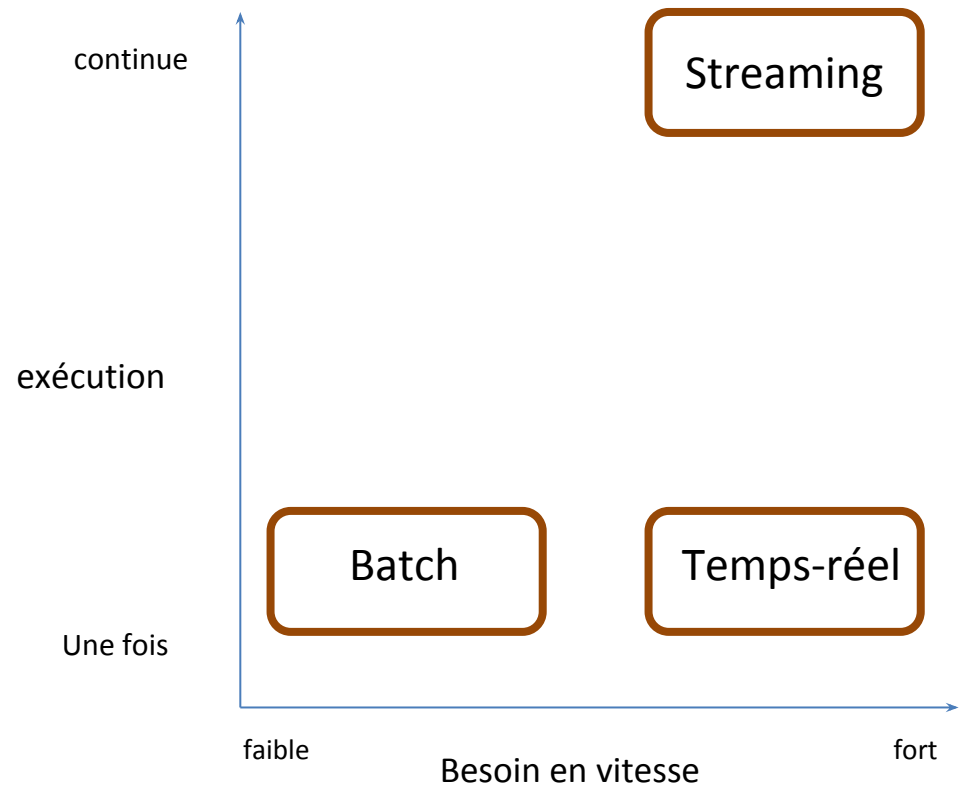 continue
Streaming
exécution
Batch
Temps-réel
Une fois
faible
fort
Besoin en vitesse